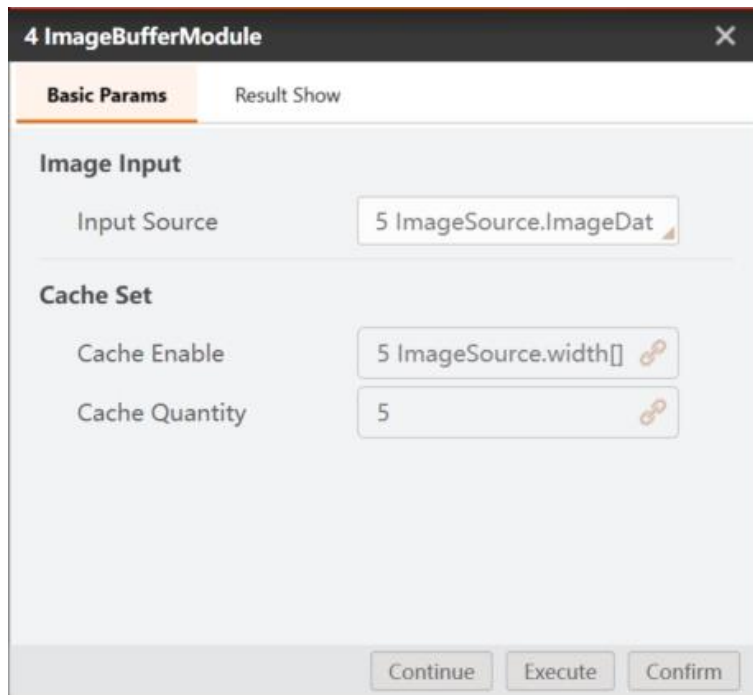 4 ImageBufferModule
Basic Params Result Show
Image Input
Input Source 5 ImageSource.ImageDat
Cache Set
Cache Enable 5 ImageSource.width[]
Cache Quantity 5
Continue Execute Confirm